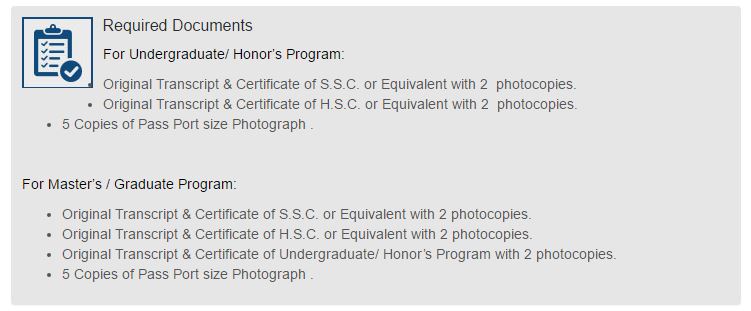 Required Documents
For Undergraduate/ Honor's Program:
Original Transcript & Certificate of S.S.C. or Equivalent with 2  photocopies.
Original Transcript & Certificate of H.S.C. or Equivalent with 2  photocopies.
5 Copies of Pass Port size Photograph .
For Master's / Graduate Program:
Original Transcript & Certificate of S.S.C. or Equivalent with 2 photocopies.
Original Transcript & Certificate of H.S.C. or Equivalent with 2 photocopies.
Original Transcript & Certificate of Undergraduate/ Honor's Program with 2 photocopies.
5 Copies of Pass Port size Photograph .